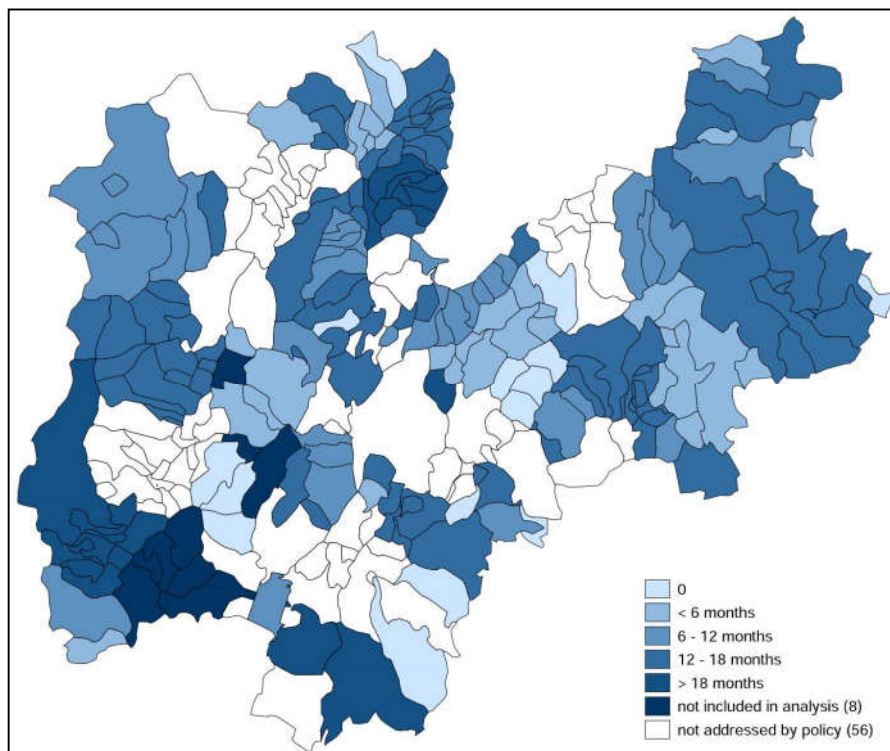 0
< 6 months
6 - 12 months
12 - 18 months
> 18 months
not included in analysis (8)
not addressed by policy (56)